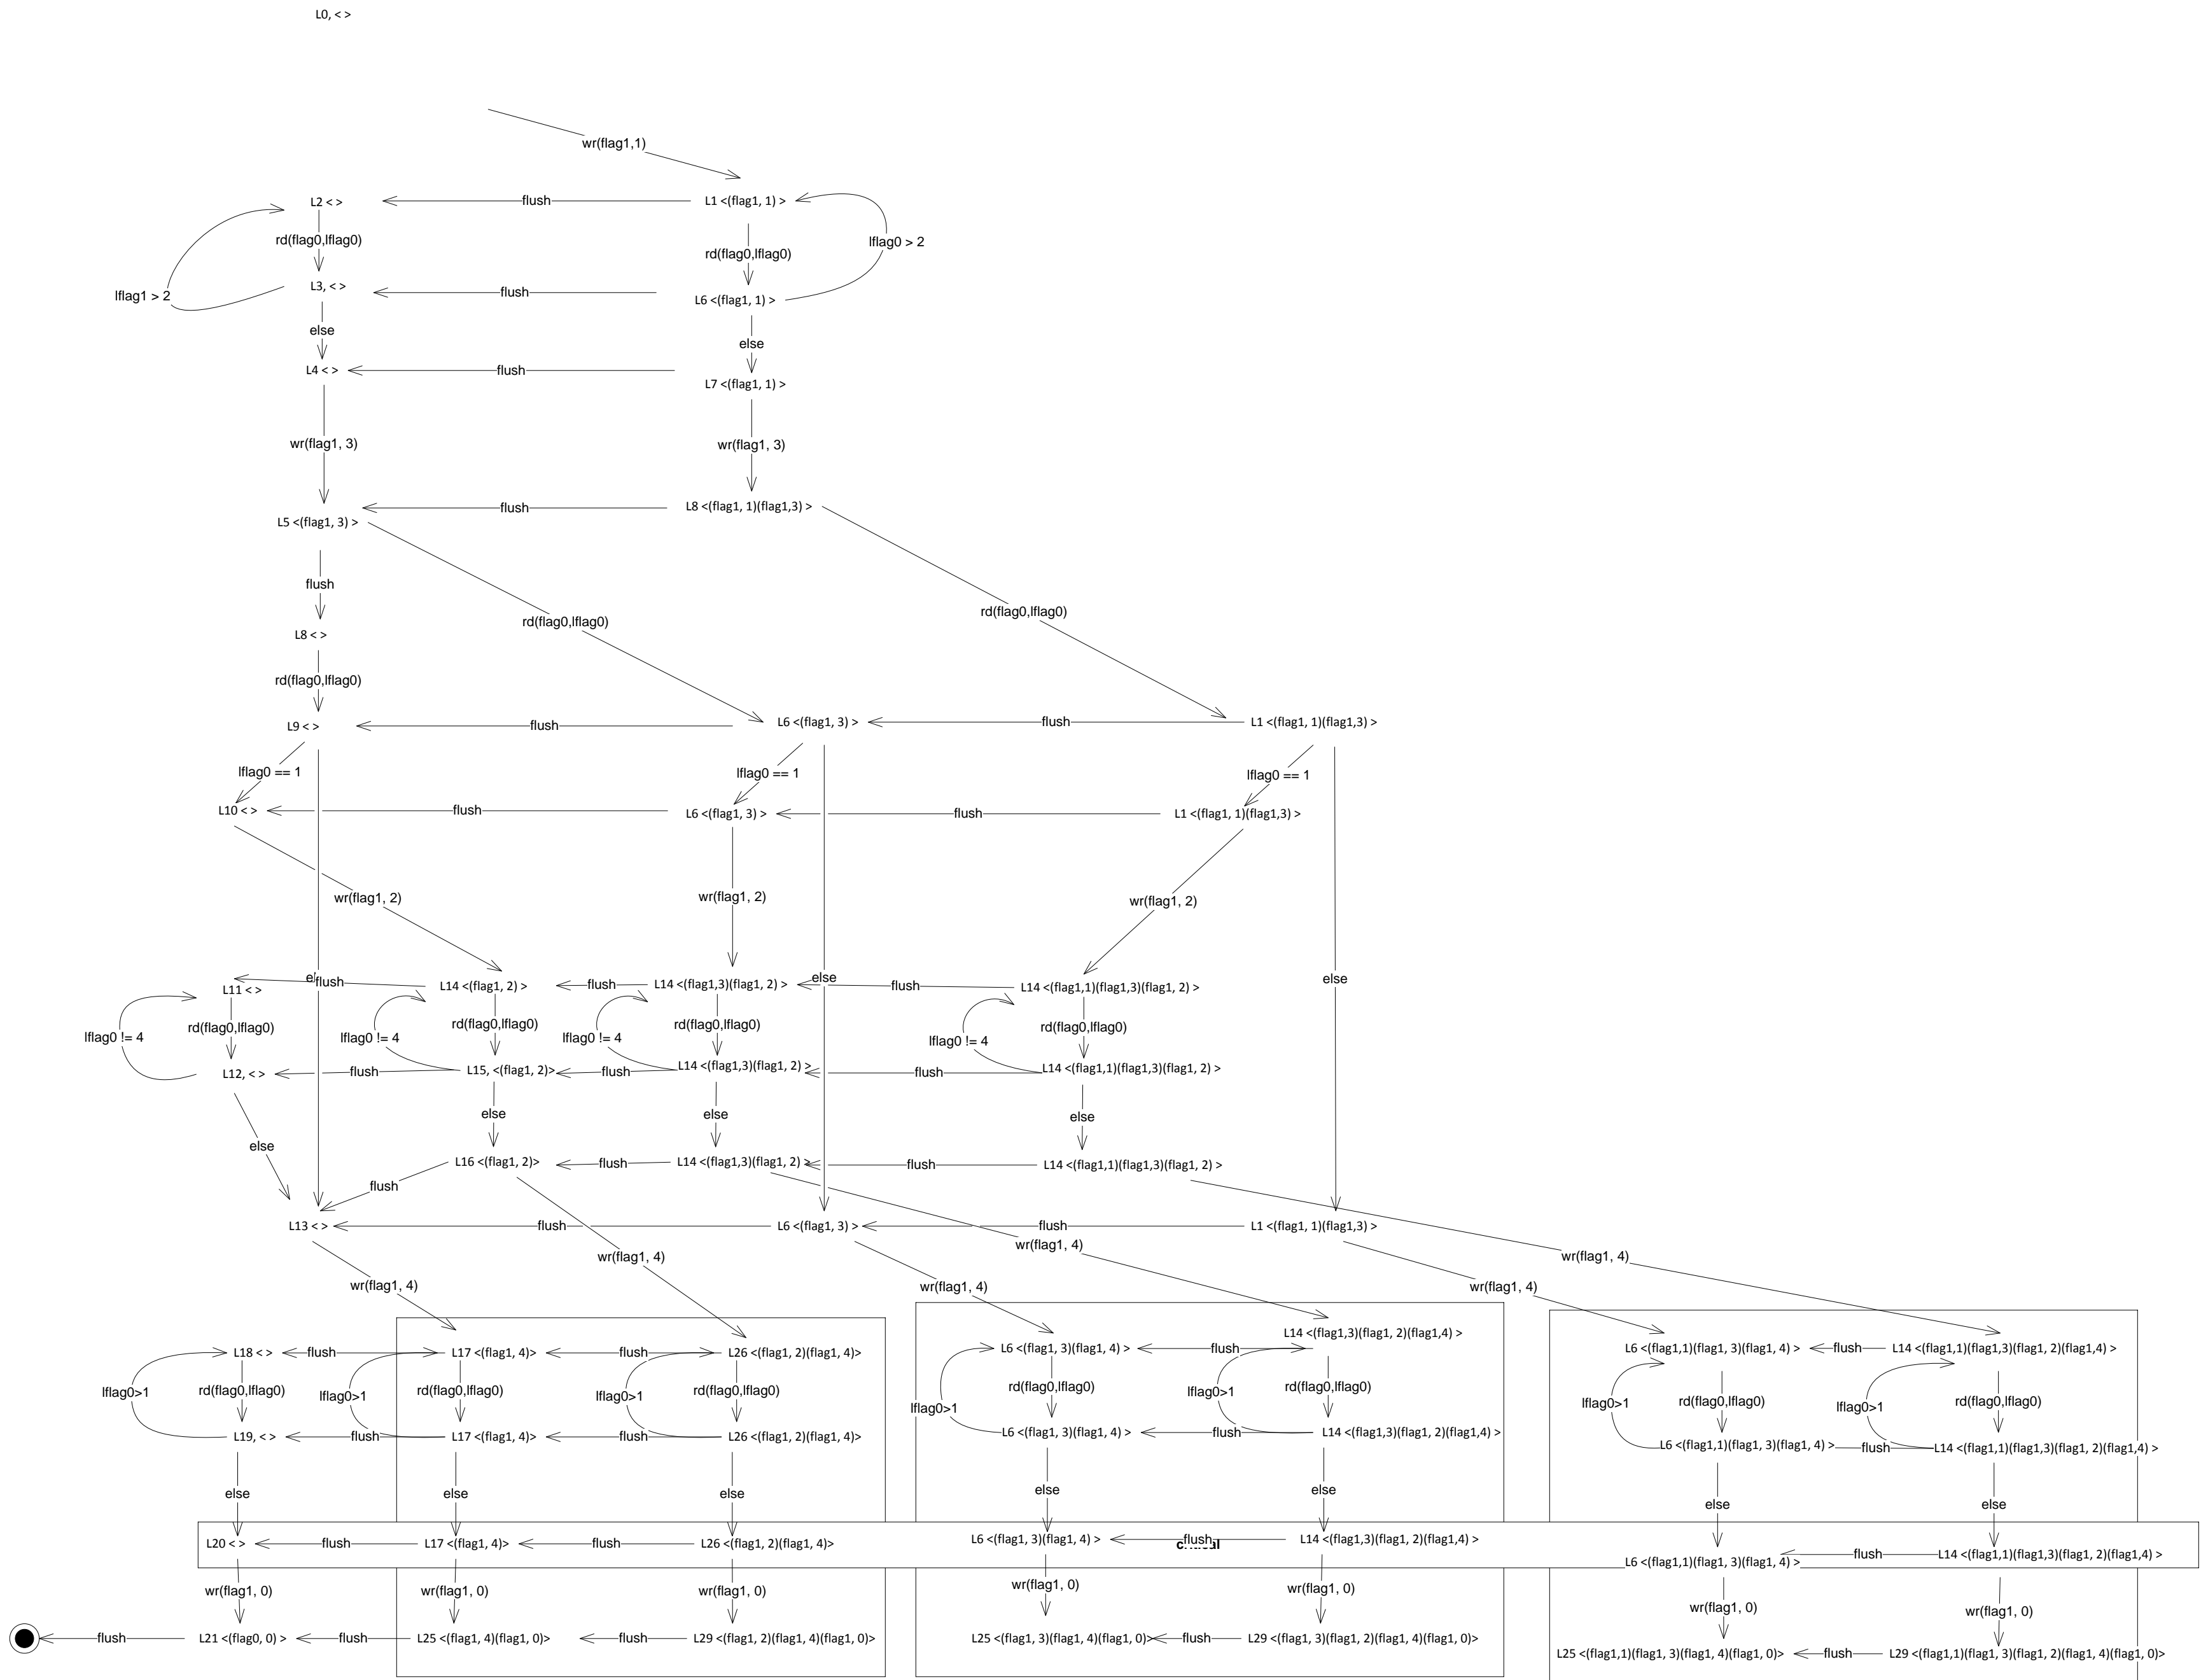 L0, < >
wr(flag1,1)
L2 < >
flush
L1 <(flag1, 1) >
rd(flag0,lflag0)
rd(flag0,lflag0)
lflag0 > 2
lflag1 > 2
L3, < >
flush
L6 <(flag1, 1) >
else
else
L4 < >
flush
L7 <(flag1, 1) >
wr(flag1, 3)
wr(flag1, 3)
L5 <(flag1, 3) >
flush
L8 <(flag1, 1)(flag1,3) >
flush
rd(flag0,lflag0)
rd(flag0,lflag0)
L8 < >
rd(flag0,lflag0)
L9 < >
flush
L6 <(flag1, 3) >
flush
L1 <(flag1, 1)(flag1,3) >
lflag0 == 1
lflag0 == 1
lflag0 == 1
L10 < >
flush
L6 <(flag1, 3) >
flush
L1 <(flag1, 1)(flag1,3) >
wr(flag1, 2)
wr(flag1, 2)
wr(flag1, 2)
else
else
L11 < >
flush
L14 <(flag1, 2) >
flush
L14 <(flag1,3)(flag1, 2) >
flush
L14 <(flag1,1)(flag1,3)(flag1, 2) >
lflag0 != 4
rd(flag0,lflag0)
lflag0 != 4
rd(flag0,lflag0)
lflag0 != 4
rd(flag0,lflag0)
lflag0 != 4
rd(flag0,lflag0)
L12, < >
flush
L15, <(flag1, 2)>
flush
L14 <(flag1,3)(flag1, 2) >
flush
L14 <(flag1,1)(flag1,3)(flag1, 2) >
else
else
else
else
L16 <(flag1, 2)>
flush
L14 <(flag1,3)(flag1, 2) >
flush
L14 <(flag1,1)(flag1,3)(flag1, 2) >
flush
L13 < >
flush
L6 <(flag1, 3) >
flush
L1 <(flag1, 1)(flag1,3) >
wr(flag1, 4)
wr(flag1, 4)
wr(flag1, 4)
wr(flag1, 4)
wr(flag1, 4)
wr(flag1, 4)
L18 < >
flush
L17 <(flag1, 4)>
flush
L26 <(flag1, 2)(flag1, 4)>
L6 <(flag1, 3)(flag1, 4) >
flush
L14 <(flag1,3)(flag1, 2)(flag1,4) >
L6 <(flag1,1)(flag1, 3)(flag1, 4) >
flush
L14 <(flag1,1)(flag1,3)(flag1, 2)(flag1,4) >
lflag0>1
rd(flag0,lflag0)
lflag0>1
rd(flag0,lflag0)
lflag0>1
rd(flag0,lflag0)
lflag0>1
rd(flag0,lflag0)
lflag0>1
rd(flag0,lflag0)
lflag0>1
rd(flag0,lflag0)
lflag0>1
rd(flag0,lflag0)
L19, < >
flush
L17 <(flag1, 4)>
flush
L26 <(flag1, 2)(flag1, 4)>
L6 <(flag1, 3)(flag1, 4) >
flush
L14 <(flag1,3)(flag1, 2)(flag1,4) >
L6 <(flag1,1)(flag1, 3)(flag1, 4) >
flush
L14 <(flag1,1)(flag1,3)(flag1, 2)(flag1,4) >
else
else
else
else
else
else
else
L20 < >
flush
L17 <(flag1, 4)>
flush
L26 <(flag1, 2)(flag1, 4)>
L6 <(flag1, 3)(flag1, 4) >
flush
L14 <(flag1,3)(flag1, 2)(flag1,4) >
critical
L6 <(flag1,1)(flag1, 3)(flag1, 4) >
flush
L14 <(flag1,1)(flag1,3)(flag1, 2)(flag1,4) >
wr(flag1, 0)
wr(flag1, 0)
wr(flag1, 0)
wr(flag1, 0)
wr(flag1, 0)
wr(flag1, 0)
wr(flag1, 0)
flush
L21 <(flag0, 0) >
flush
L25 <(flag1, 4)(flag1, 0)>
flush
L29 <(flag1, 2)(flag1, 4)(flag1, 0)>
L25 <(flag1, 3)(flag1, 4)(flag1, 0)>
flush
L29 <(flag1, 3)(flag1, 2)(flag1, 4)(flag1, 0)>
L25 <(flag1,1)(flag1, 3)(flag1, 4)(flag1, 0)>
flush
L29 <(flag1,1)(flag1, 3)(flag1, 2)(flag1, 4)(flag1, 0)>